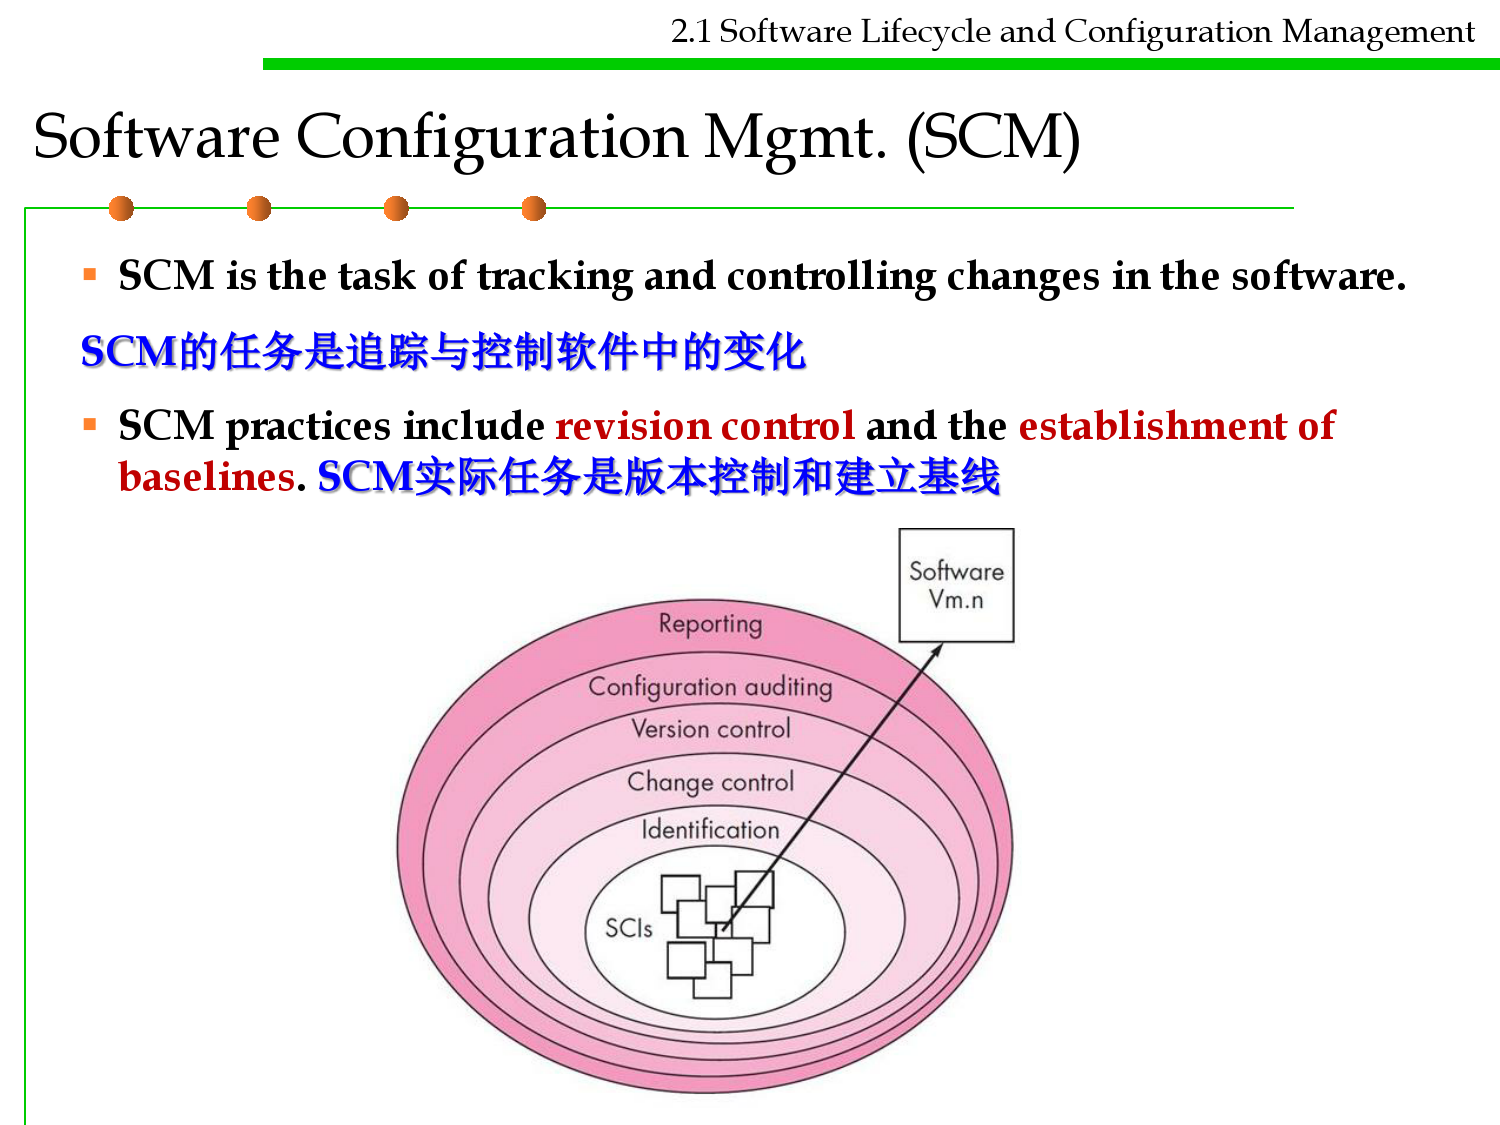 2.1 Software Lifecycle and Configuration Management
Software Configuration Mgmt. (SCM)
SCM is the task of tracking and controlling changes in the software.
SCM的任务是追踪与控制软件中的变化
SCM practices include revision control and the establishment of
baselines. SCM实际任务是版本控制和建立基线
Software
Vm.n
Reporting
Configuration auditing
Version control
Change control
Identification
SCIs